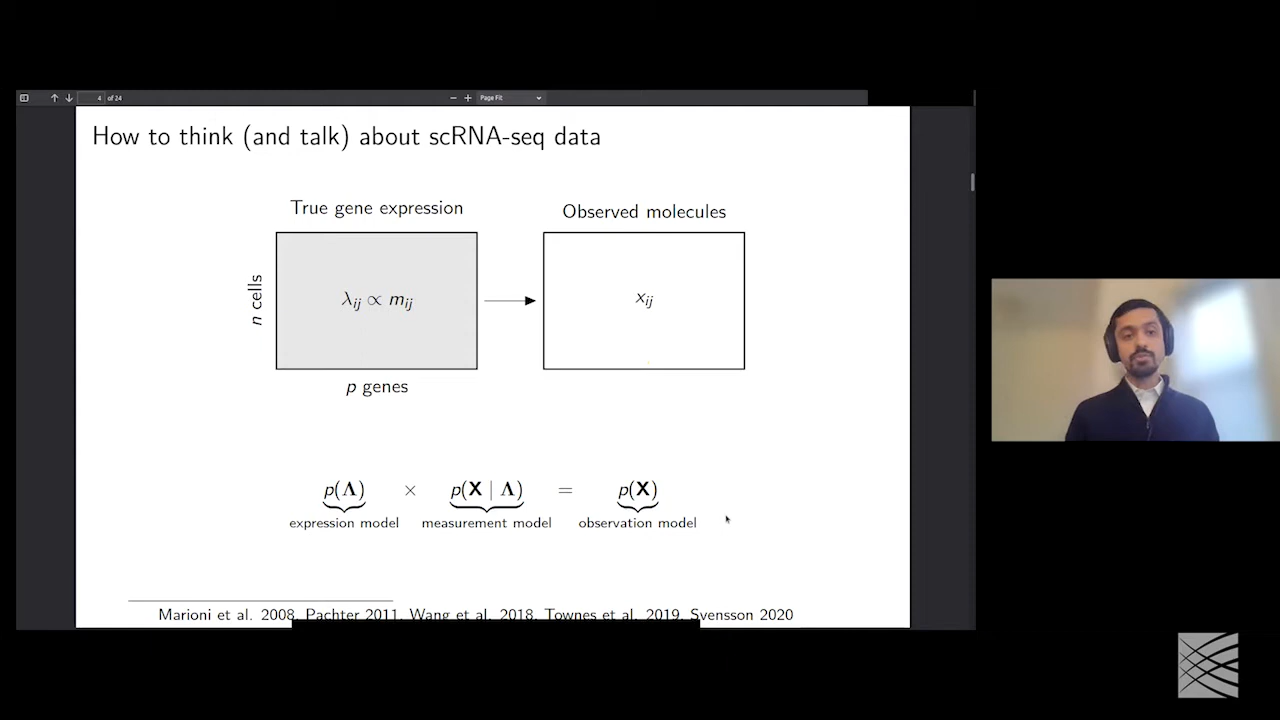 4 of 24
Page Fit
How to think (and talk) about scRNA-seq data
True gene expression
Observed molecules
n cells
λij ∝ mij
xij
p genes
p(Λ) × p(X | Λ) = p(X)
expression model measurement model observation model
Marioni et al. 2008, Pachter 2011, Wang et al. 2018, Townes et al. 2019, Svensson 2020